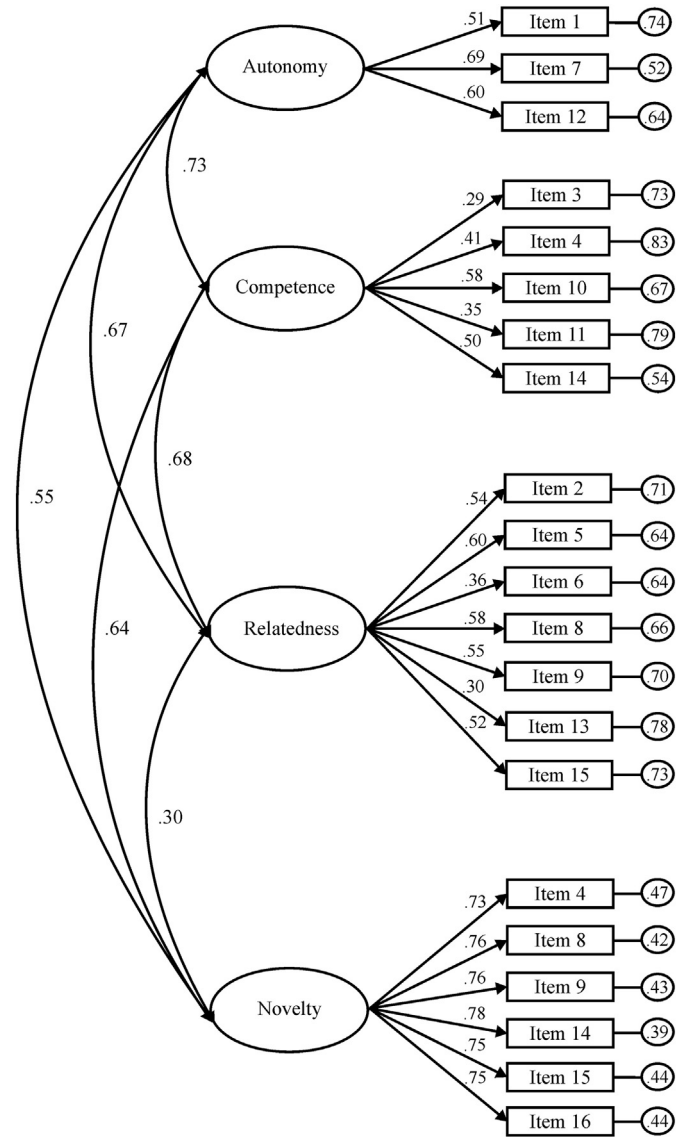 .51 Item 1 .74
Autonomy .69 Item 7 .52
.60 Item 12 .64
.73
.29 Item 3 .73
.41 Item 4 .83
Competence .58 Item 10 .67
.35 Item 11 .79
.50 Item 14 .54
.67
.68
.55
.54 Item 2 .71
.60 Item 5 .64
.36 Item 6 .64
Relatedness .58 Item 8 .66
.64
.55 Item 9 .70
.30 Item 13 .78
.52 Item 15 .73
.30
.73 Item 4 .47
.76 Item 8 .42
.76 Item 9 .43
Novelty .78 Item 14 .39
.75 Item 15 .44
.75 Item 16 .44